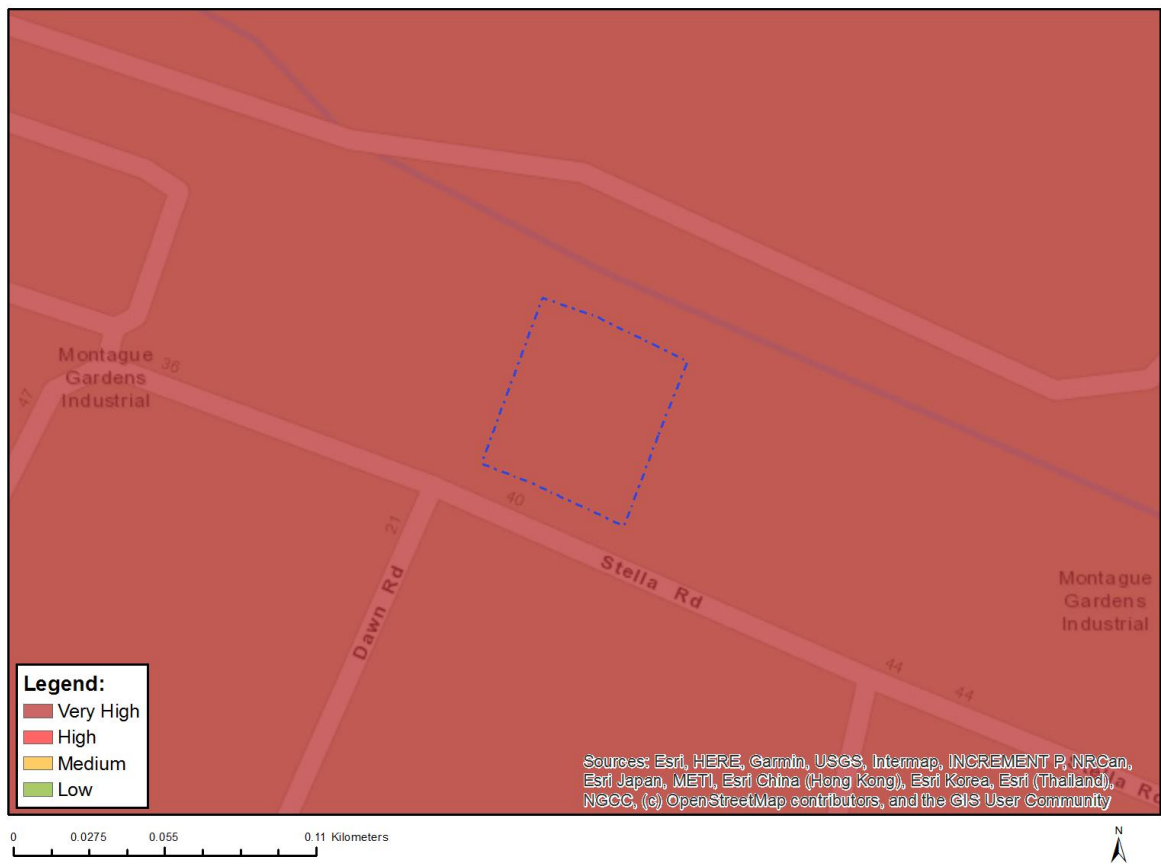 Montague
Gardens
Industrial
36
47
40
21
Stella Rd
Dawn Rd
Montague
Gardens
Industrial
44
44
Stella Rd
Legend:
Very High
High
Medium
Low
Sources: Esri, HERE, Garmin, USGS, Intermap, INCREMENT P, NRCan,
Esri Japan, METI, Esri China (Hong Kong), Esri Korea, Esri (Thailand),
NGCC, (c) OpenStreetMap contributors, and the GIS User Community
0 0.0275 0.055 0.11 Kilometers
N